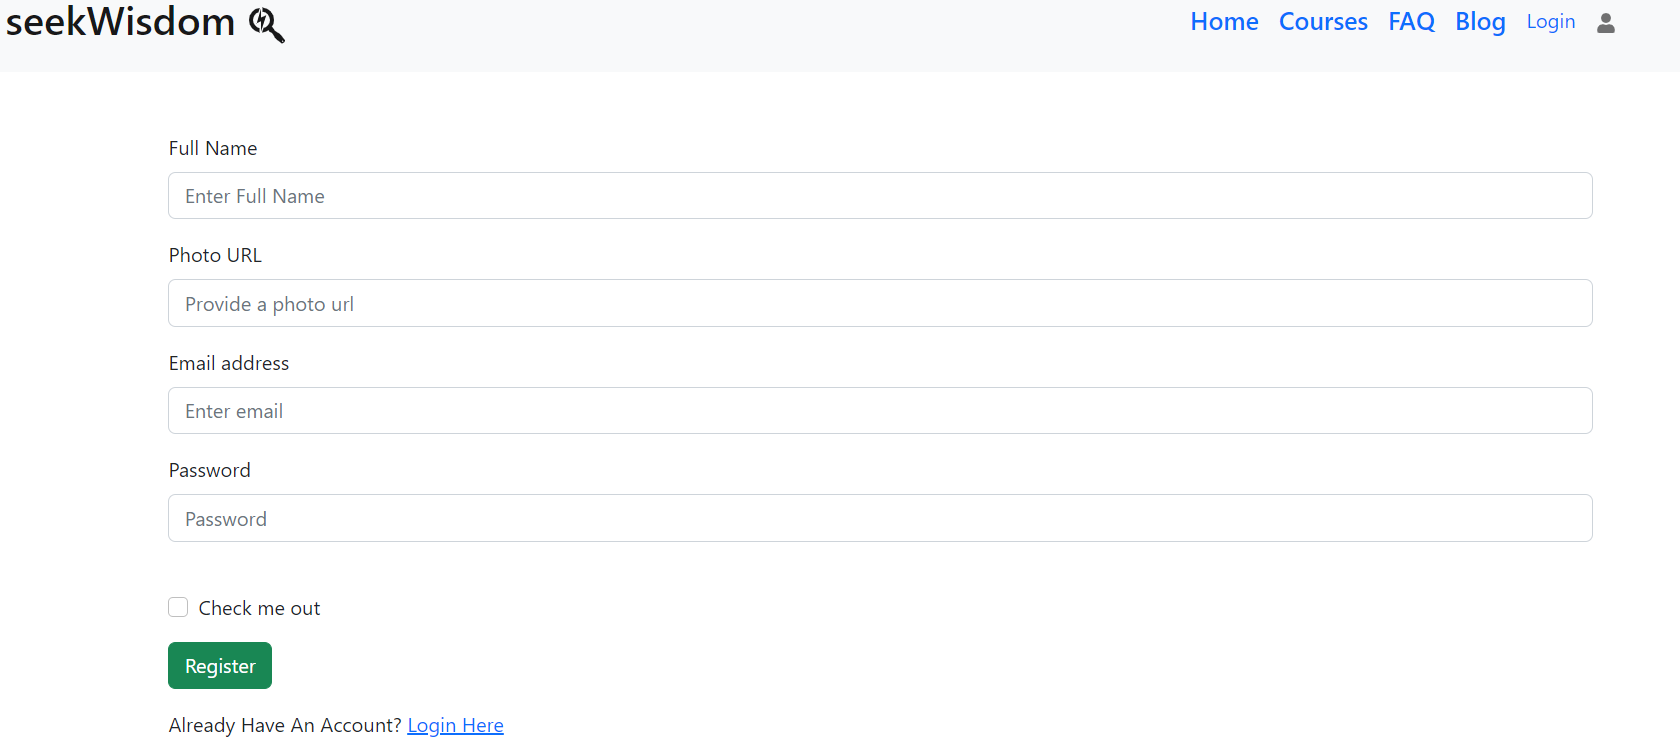 seekWisdom
Home Courses FAQ Blog Login
Full Name
Enter Full Name
Photo URL
Provide a photo url
Email address
Enter email
Password
Password
Check me out
Register
Already Have An Account? Login Here